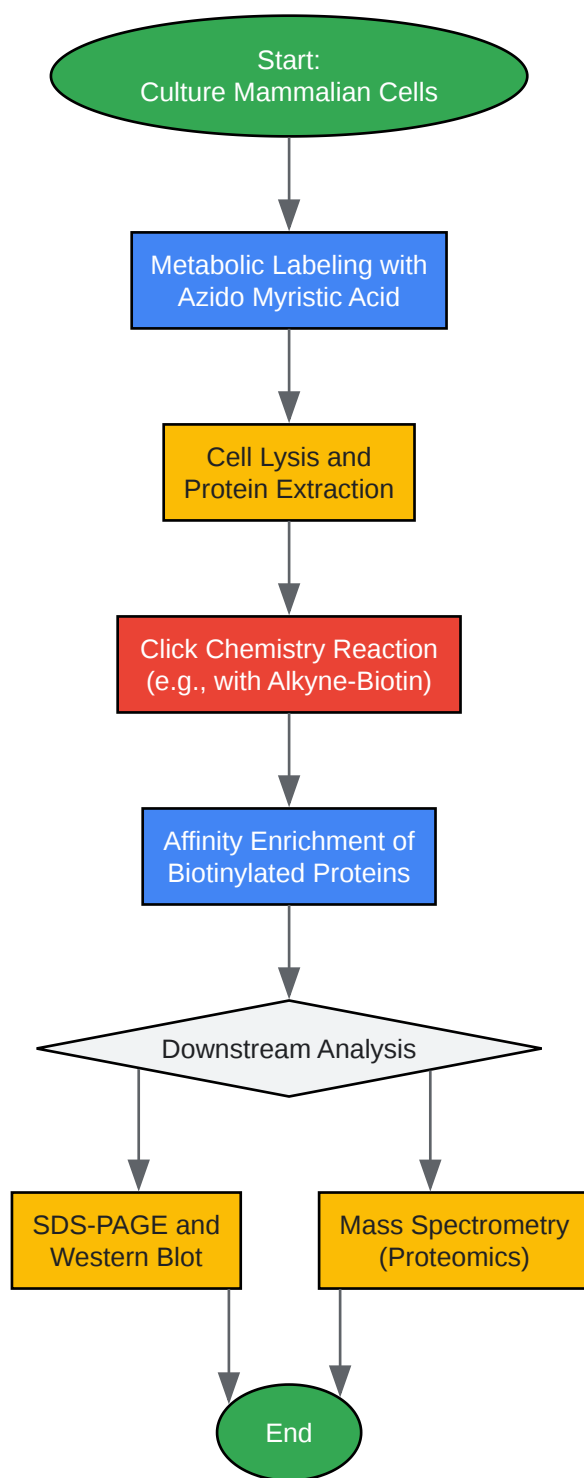 Start:
Culture Mammalian Cells
Metabolic Labeling with
Azido Myristic Acid
Cell Lysis and
Protein Extraction
Click Chemistry Reaction
(e.g., with Alkyne-Biotin)
Affinity Enrichment of
Biotinylated Proteins
Downstream Analysis
SDS-PAGE and
Western Blot
Mass Spectrometry
(Proteomics)
End